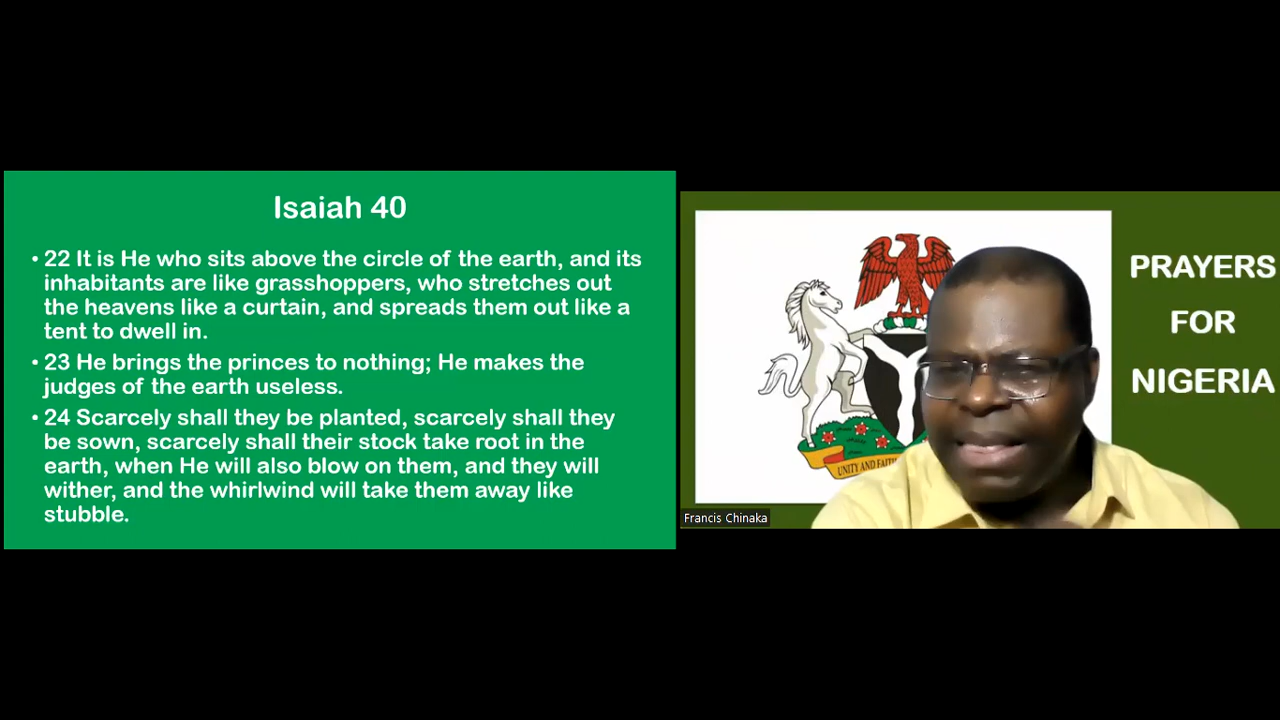 Isaiah 40
• 22 It is He who sits above the circle of the earth, and its
inhabitants are like grasshoppers, who stretches out
the heavens like a curtain, and spreads them out like a
tent to dwell in.
• 23 He brings the princes to nothing; He makes the
judges of the earth useless.
• 24 Scarcely shall they be planted, scarcely shall they
be sown, scarcely shall their stock take root in the
earth, when He will also blow on them, and they will
wither, and the whirlwind will take them away like
stubble.
PRAYERS
FOR
NIGERIA
UNITY AND FAITH
Francis Chinaka